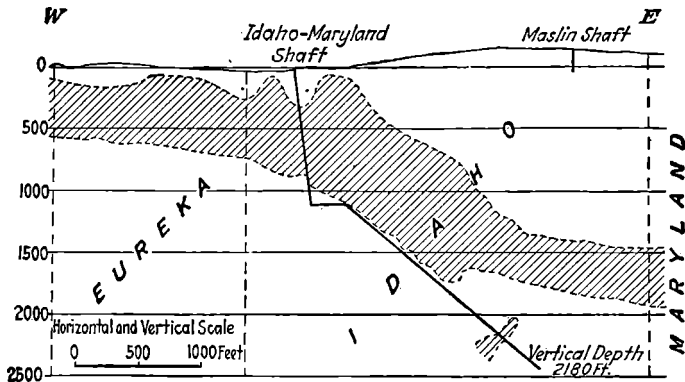 W
E
Idaho-Maryland
Shaft
Maslin Shaft
0
500
1000
1500
2000
2500
EUREKA
IDAHO
MARYLAND
Horizontal and Vertical Scale
0 500 1000 Feet
Vertical Depth
2180 Ft.